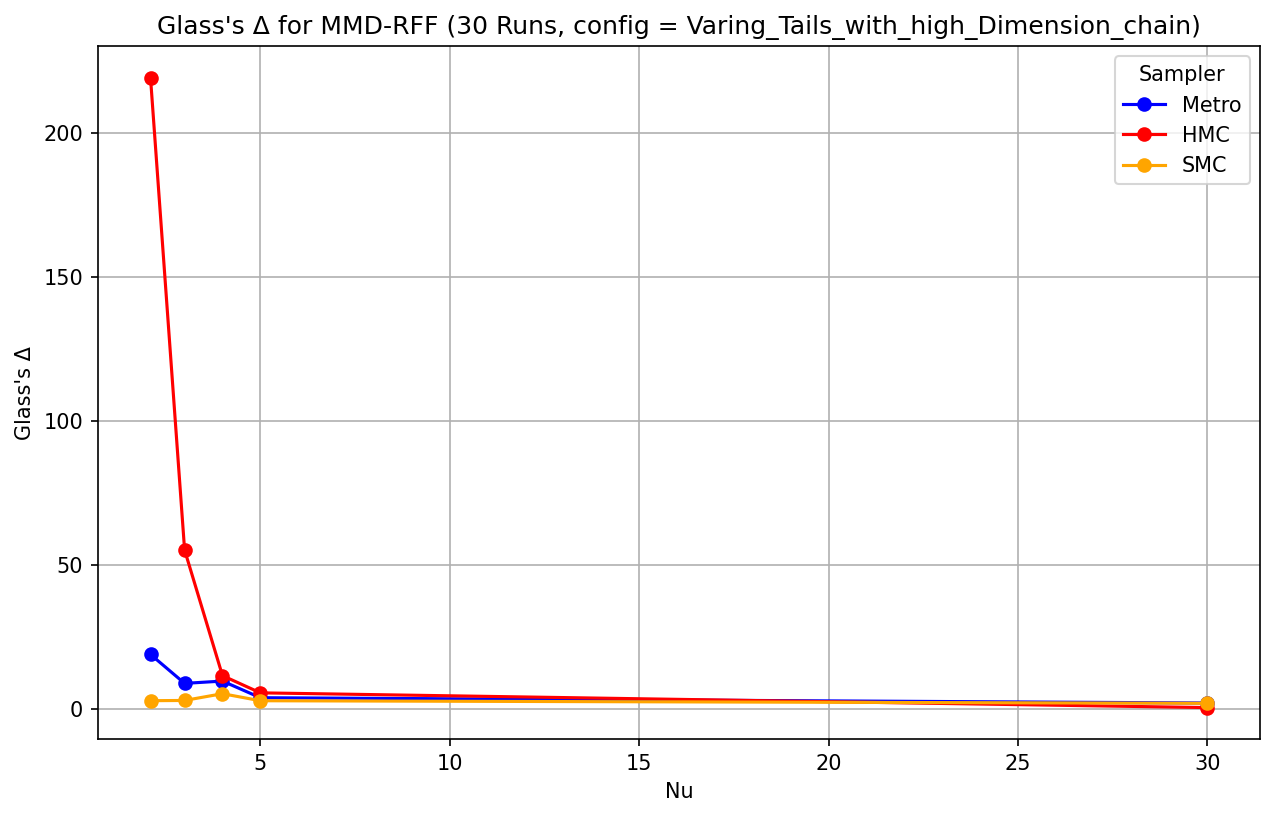 Glass's Δ for MMD-RFF (30 Runs, config = Varing_Tails_with_high_Dimension_chain)
Sampler
Metro
HMC
SMC
Glass's Δ
200
150
100
50
0
5
10
15
20
25
30
Nu